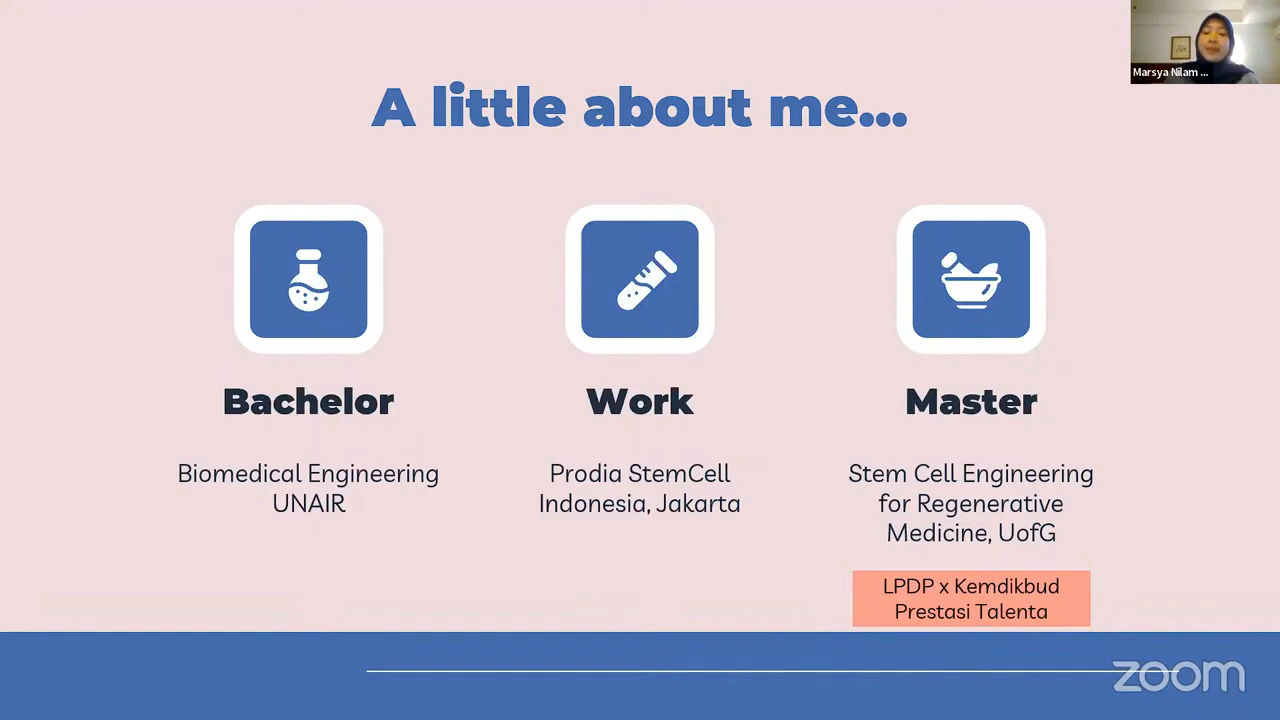 Marsya Nilam ...
A little about me...
Bachelor
Biomedical Engineering
UNAIR
Work
Prodia StemCell
Indonesia, Jakarta
Master
Stem Cell Engineering
for Regenerative
Medicine, UofG
LPDP x Kemdikbud
Prestasi Talenta
zoom